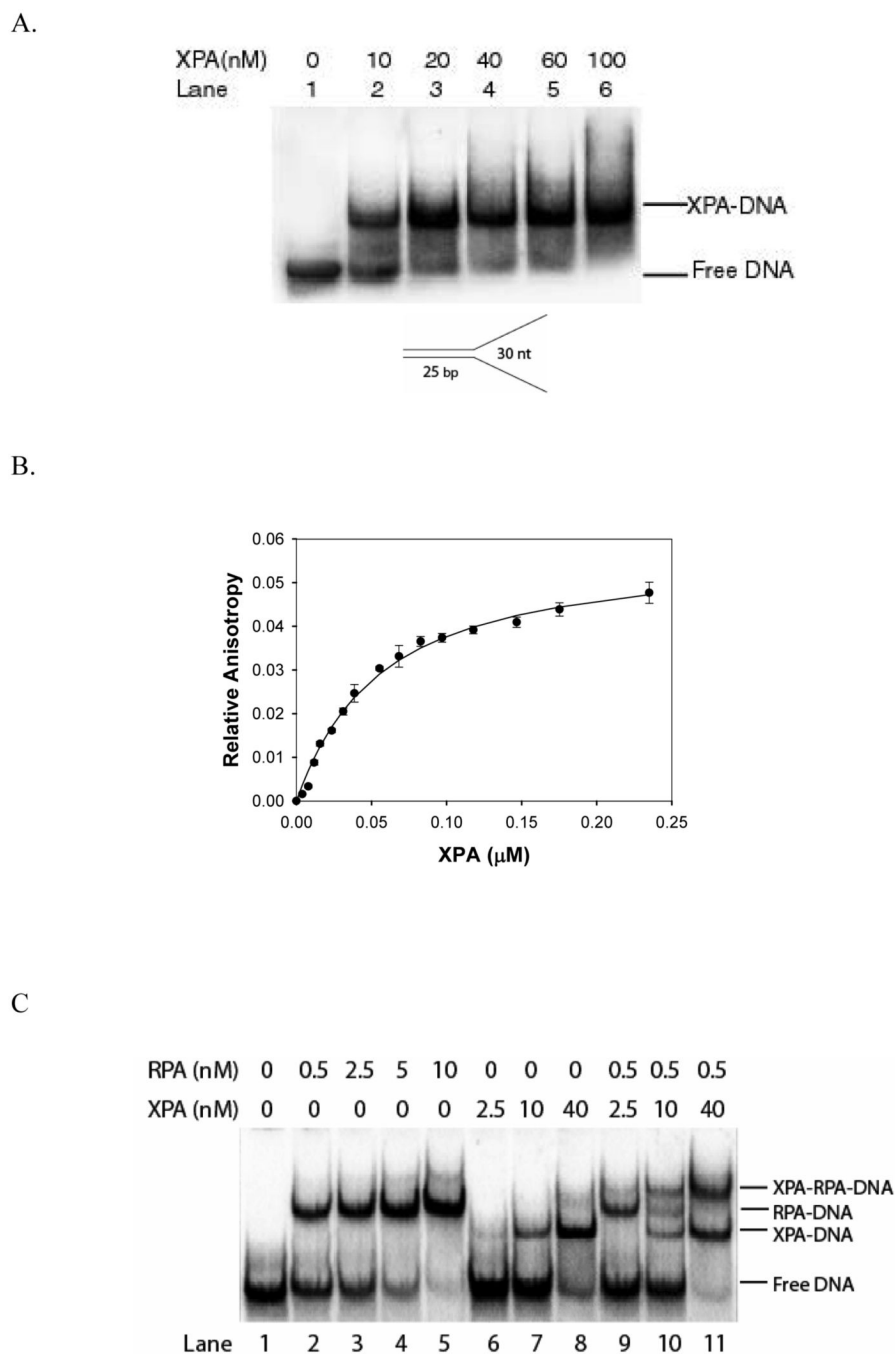 A.
XPA(nM) 0 10 20 40 60 100
Lane 1 2 3 4 5 6
XPA-DNA
Free DNA
30 nt
25 bp
B.
0.06
0.05
0.04
0.03
0.02
0.01
0.00
Relative Anisotropy
0.00 0.05 0.10 0.15 0.20 0.25
XPA (μM)
C
RPA (nM) 0 0.5 2.5 5 10 0 0 0 0.5 0.5 0.5
XPA (nM) 0 0 0 0 0 2.5 10 40 2.5 10 40
XPA-RPA-DNA
RPA-DNA
XPA-DNA
Free DNA
Lane 1 2 3 4 5 6 7 8 9 10 11